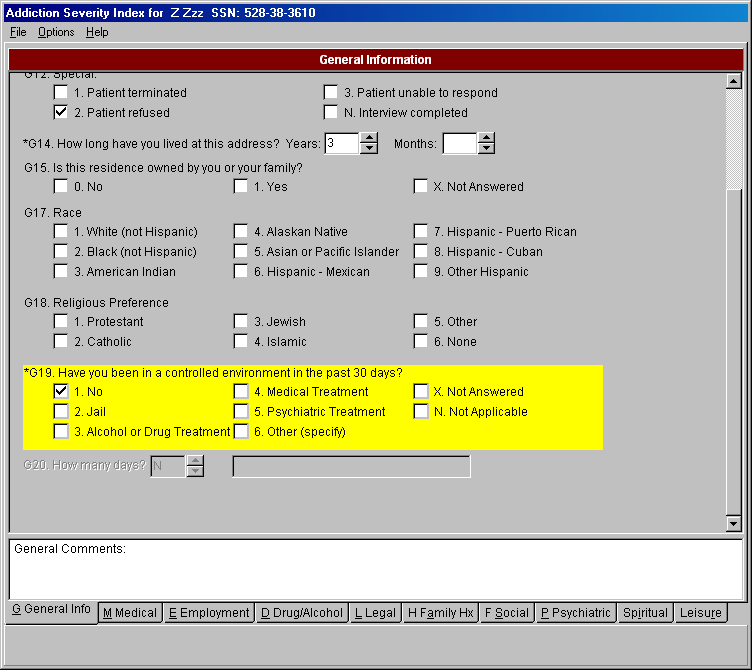 Addiction Severity Index for Z Zzz SSN: 528-38-3610
File Options Help
General Information
G12. Special:
1. Patient terminated 3. Patient unable to respond
2. Patient refused N. Interview completed
*G14. How long have you lived at this address? Years: 3 Months:
G15. Is this residence owned by you or your family?
0. No 1. Yes X. Not Answered
G17. Race
1. White (not Hispanic) 4. Alaskan Native 7. Hispanic - Puerto Rican
2. Black (not Hispanic) 5. Asian or Pacific Islander 8. Hispanic - Cuban
3. American Indian 6. Hispanic - Mexican 9. Other Hispanic
G18. Religious Preference
1. Protestant 3. Jewish 5. Other
2. Catholic 4. Islamic 6. None
*G19. Have you been in a controlled environment in the past 30 days?
1. No 4. Medical Treatment X. Not Answered
2. Jail 5. Psychiatric Treatment N. Not Applicable
3. Alcohol or Drug Treatment 6. Other (specify)
G20. How many days? N
General Comments:
G General Info M Medical E Employment D Drug/Alcohol L Legal H Family Hx F Social P Psychiatric Spiritual Leisure